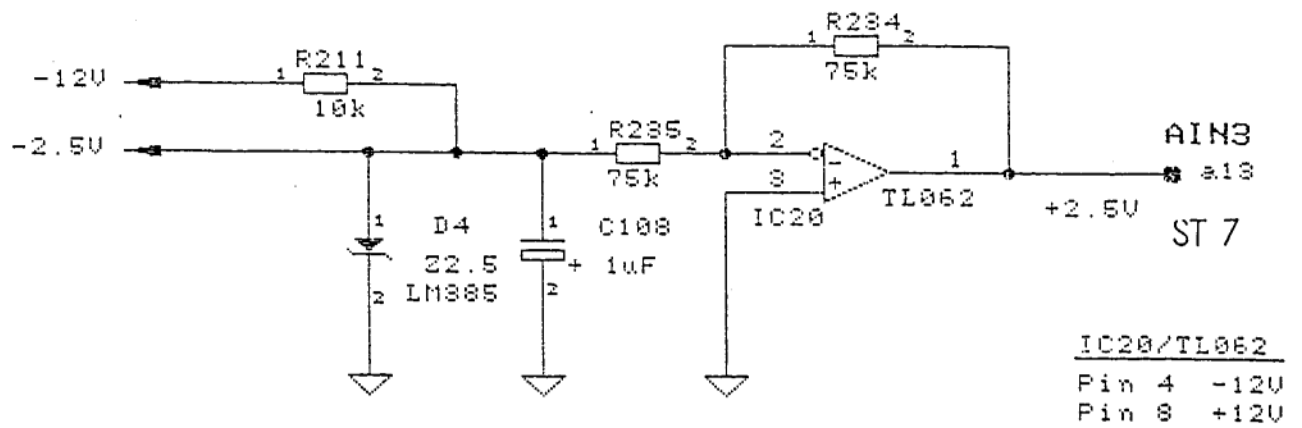 R234
1 2
75k
-12V
1 R211 2
10k
-2.5V
1 R235 2
75k
2
3
-
+
IC20
1
TL062
AIN3
a13
+2.5V
ST 7
1
D4
Z2.5
LM385
2
1
C108
+ 1uF
2
IC20/TL062
Pin 4 -12V
Pin 8 +12V